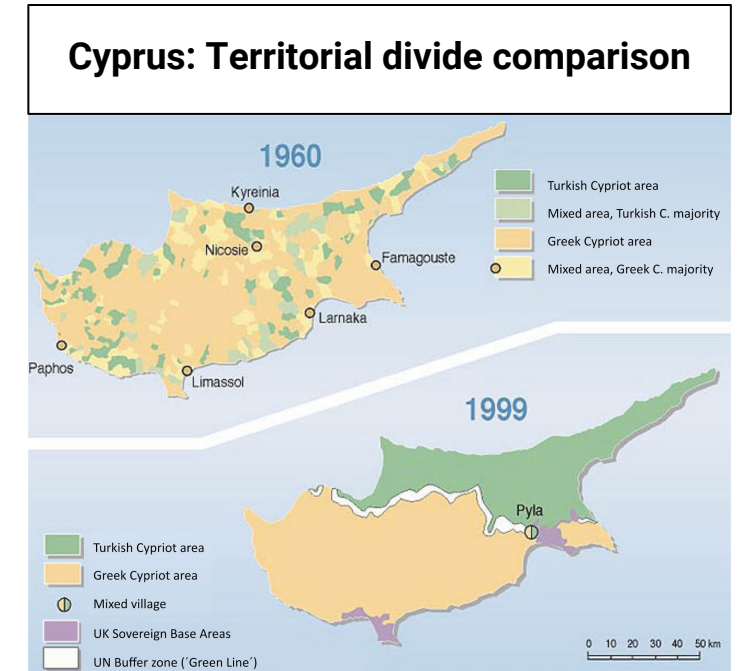 Cyprus: Territorial divide comparison
1960
Kyreinia
Nicosie
Famagouste
Larnaka
Paphos
Limassol
Turkish Cypriot area
Mixed area, Turkish C. majority
Greek Cypriot area
Mixed area, Greek C. majority
1999
Pyla
Turkish Cypriot area
Greek Cypriot area
Mixed village
UK Sovereign Base Areas
UN Buffer zone (´Green Line´)
0 10 20 30 40 50 km